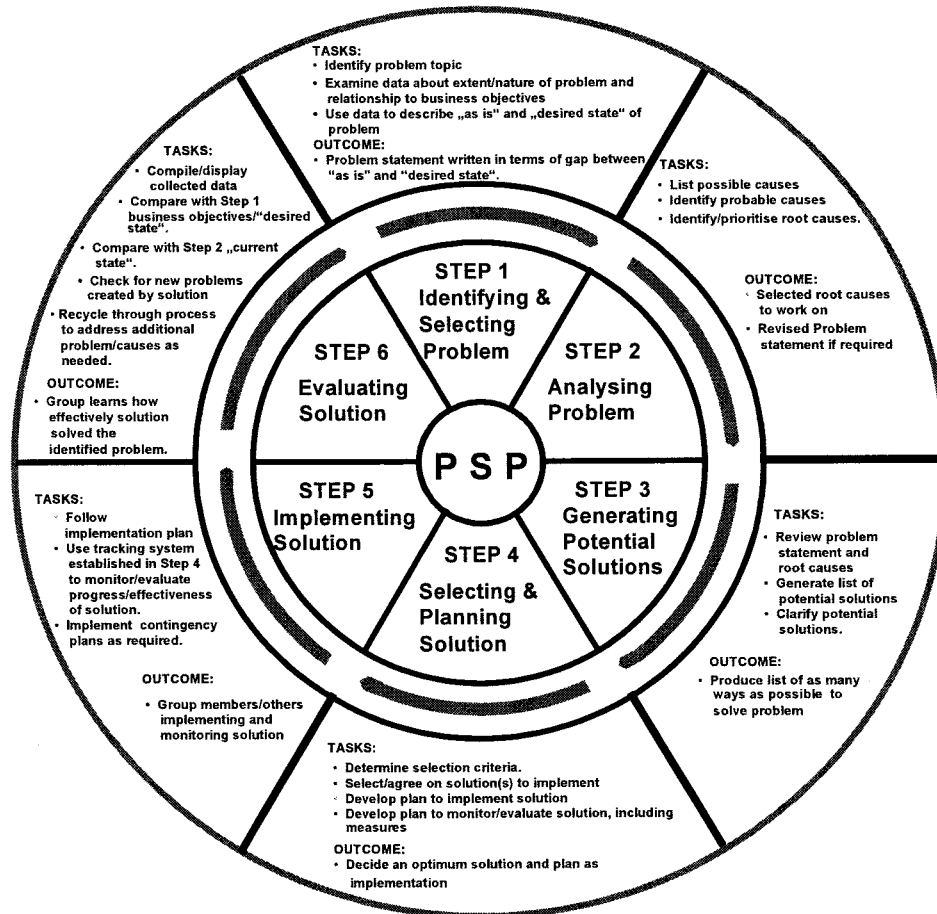 TASKS:
• Identify problem topic
• Examine data about extent/nature of problem and
relationship to business objectives
• Use data to describe „as is" and „desired state" of
problem
OUTCOME:
• Problem statement written in terms of gap between
"as is" and "desired state".
TASKS:
• List possible causes
• Identify probable causes
• Identify/prioritise root causes.
OUTCOME:
• Selected root causes
to work on
• Revised Problem
statement if required
TASKS:
• Review problem
statement and
root causes
• Generate list of
potential solutions
• Clarify potential
solutions.
OUTCOME:
• Produce list of as many
ways as possible to
solve problem
TASKS:
• Determine selection criteria.
• Select/agree on solution(s) to implement
• Develop plan to implement solution
• Develop plan to monitor/evaluate solution, including
measures
OUTCOME:
• Decide an optimum solution and plan as
implementation
TASKS:
• Follow
implementation plan
• Use tracking system
established in Step 4
to monitor/evaluate
progress/effectiveness
of solution.
• Implement contingency
plans as required.
OUTCOME:
• Group members/others
implementing and
monitoring solution
TASKS:
• Compile/display
collected data
• Compare with Step 1
business objectives/"desired
state".
• Compare with Step 2 „current
state".
• Check for new problems
created by solution
• Recycle through process
to address additional
problem/causes as
needed.
OUTCOME:
• Group learns how
effectively solution
solved the
identified problem.
STEP 1
Identifying &
Selecting
Problem
STEP 2
Analysing
Problem
STEP 3
Generating
Potential
Solutions
STEP 4
Selecting &
Planning
Solution
STEP 5
Implementing
Solution
STEP 6
Evaluating
Solution
P S P